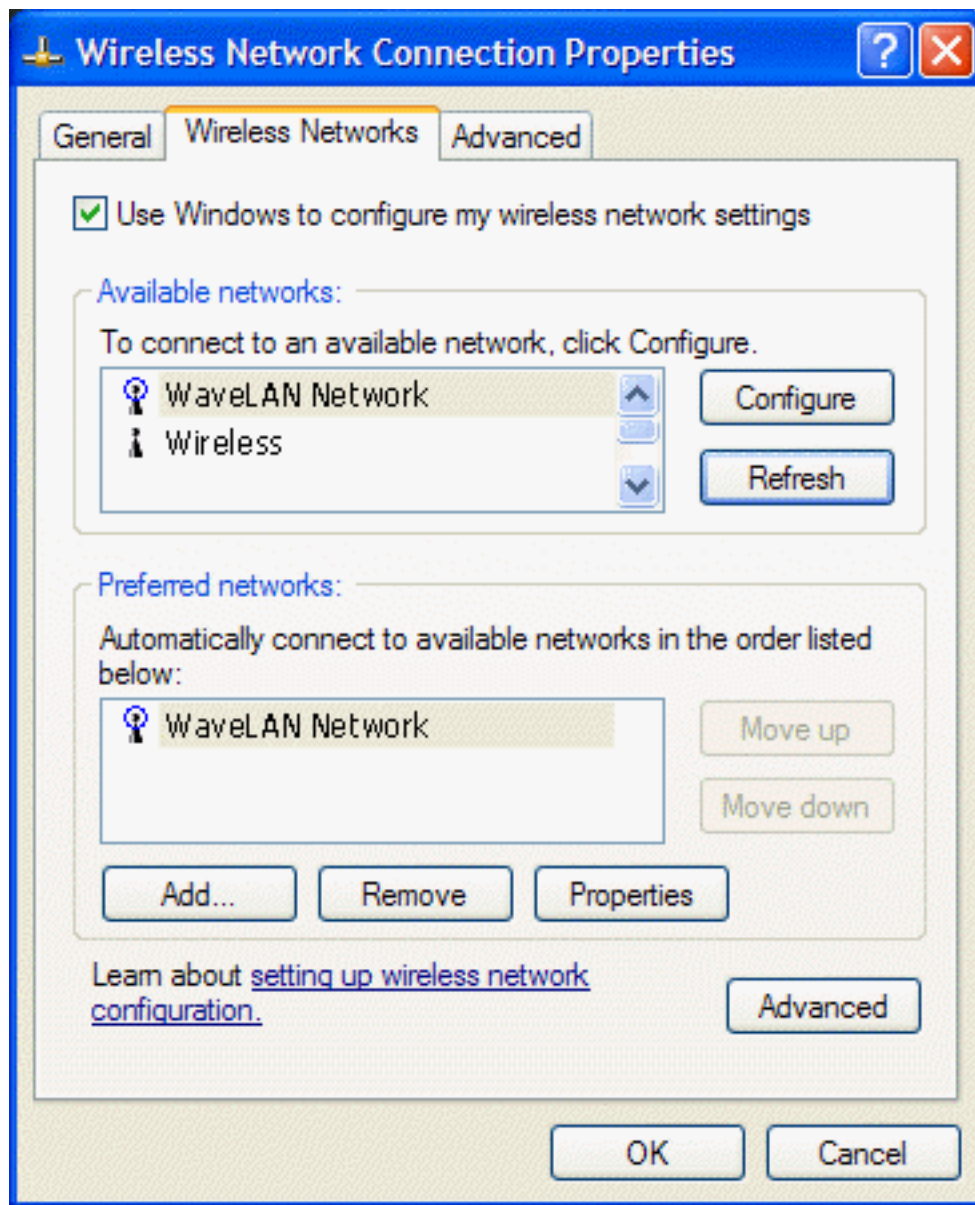 Wireless Network Connection Properties
General
Wireless Networks
Advanced
Use Windows to configure my wireless network settings
Available networks:
To connect to an available network, click Configure.
WaveLAN Network
Wireless
Configure
Refresh
Preferred networks:
Automatically connect to available networks in the order listed
below:
WaveLAN Network
Move up
Move down
Add...
Remove
Properties
Learn about setting up wireless network
configuration.
Advanced
OK
Cancel